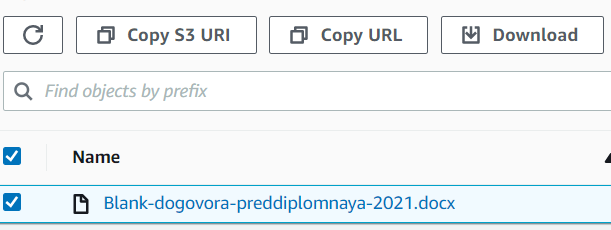 Copy S3 URI Copy URL Download
Find objects by prefix
Name
Blank-dogovora-preddiplomnaya-2021.docx